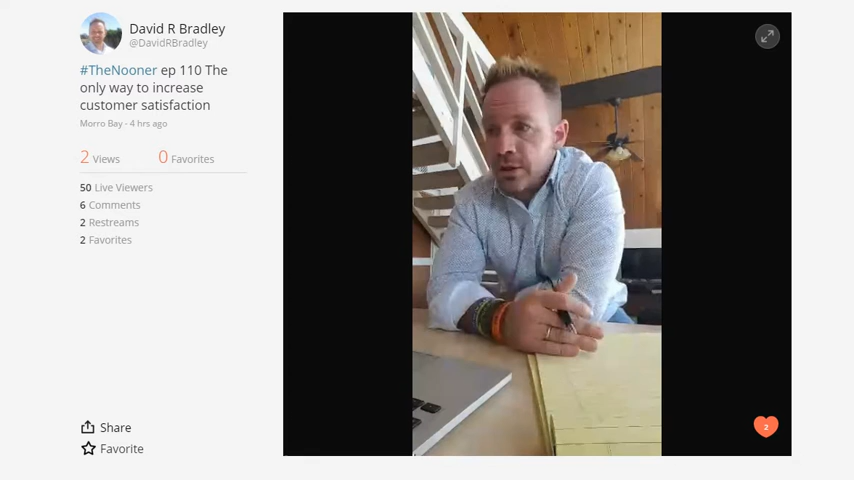 David R Bradley
@DavidRBradley
#TheNooner ep 110 The
only way to increase
customer satisfaction
Morro Bay - 4 hrs ago
2 Views 0 Favorites
50 Live Viewers
6 Comments
2 Restreams
2 Favorites
Share
Favorite
2